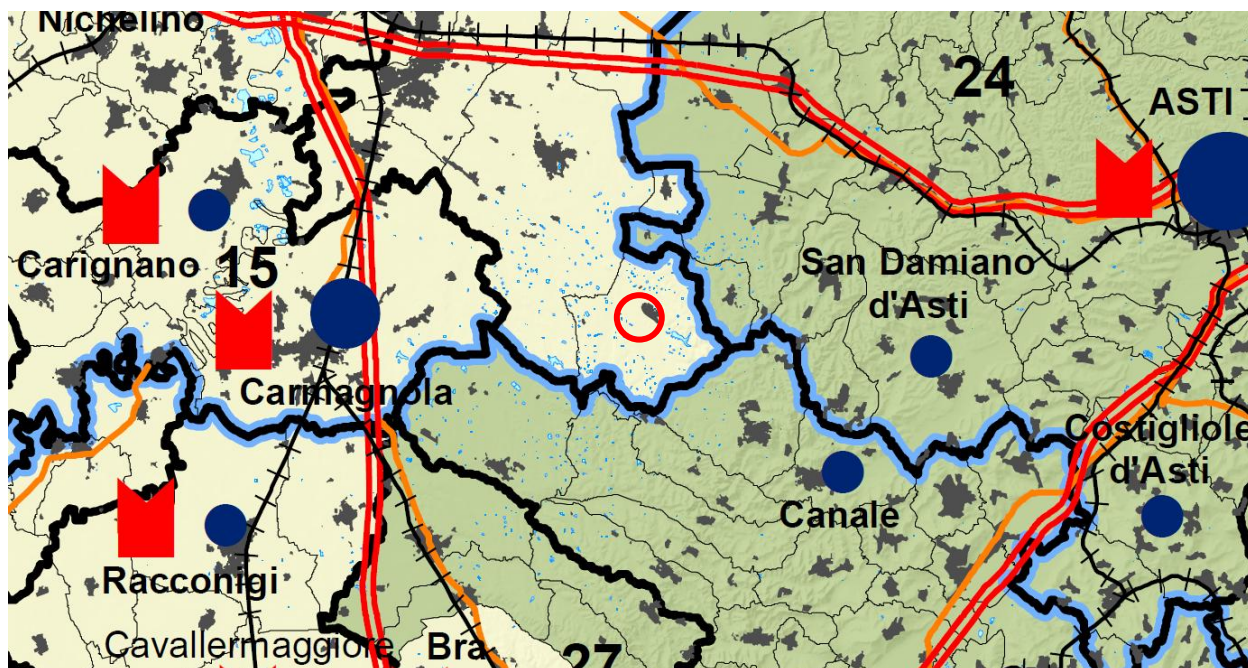 Nichelino
24
ASTI
Carignano
15
San Damiano
d'Asti
Carmagnola
Costigliole
d'Asti
Canale
Racconigi
Cavallermaggiore
Bra
27